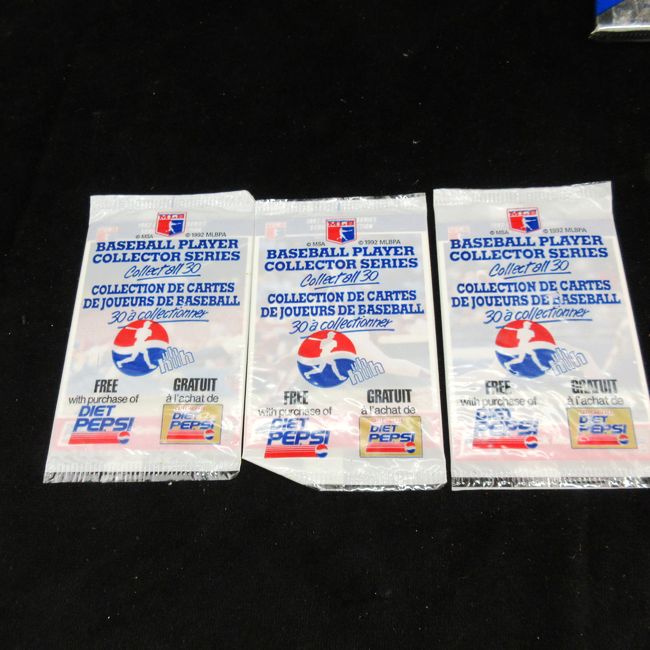 © MSA © 1992 MLBPA
BASEBALL PLAYER
COLLECTOR SERIES
Collect all 30
COLLECTION DE CARTES
DE JOUEURS DE BASEBALL
30 à collectionner
FREE
with purchase of
DIET
PEPSI
GRATUIT
à l'achat de
DIET
PEPSI
© MSA © 1992 MLBPA
BASEBALL PLAYER
COLLECTOR SERIES
Collect all 30
COLLECTION DE CARTES
DE JOUEURS DE BASEBALL
30 à collectionner
FREE
with purchase of
DIET
PEPSI
GRATUIT
à l'achat de
DIET
PEPSI
© MSA © 1992 MLBPA
BASEBALL PLAYER
COLLECTOR SERIES
Collect all 30
COLLECTION DE CARTES
DE JOUEURS DE BASEBALL
30 à collectionner
FREE
with purchase of
DIET
PEPSI
GRATUIT
à l'achat de
DIET
PEPSI